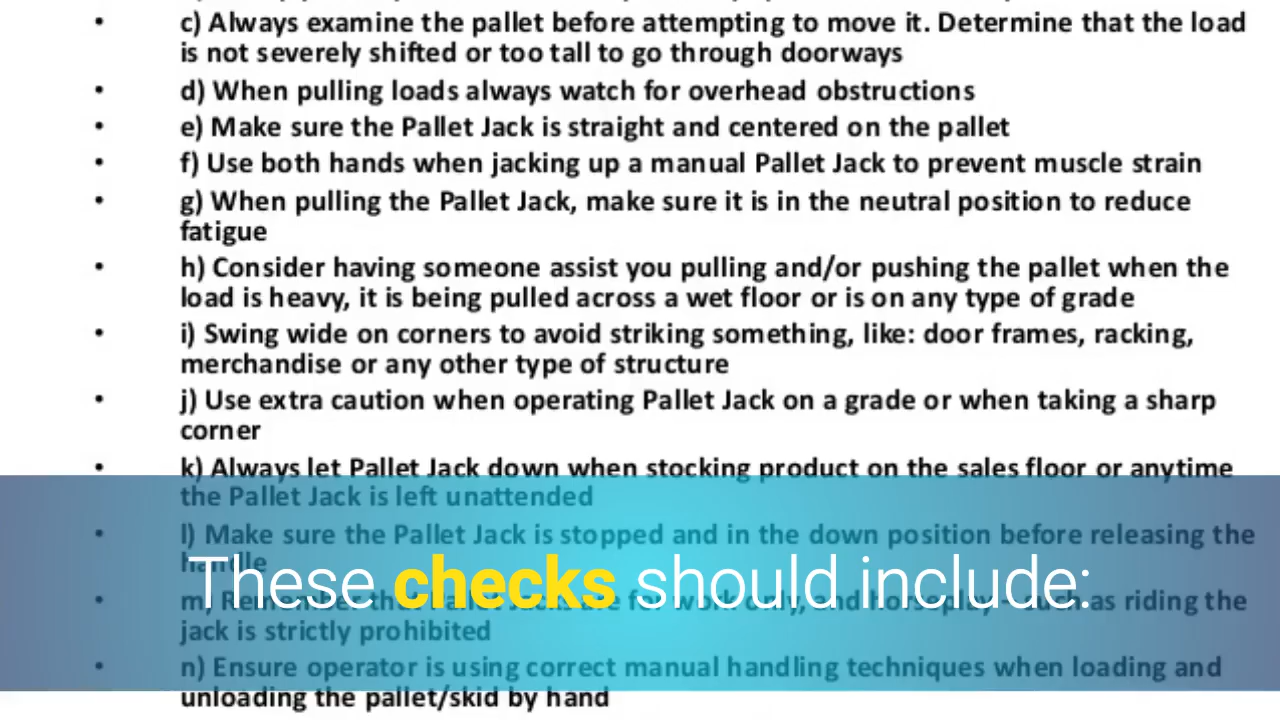 • c) Always examine the pallet before attempting to move it. Determine that the load
is not severely shifted or too tall to go through doorways
• d) When pulling loads always watch for overhead obstructions
• e) Make sure the Pallet Jack is straight and centered on the pallet
• f) Use both hands when jacking up a manual Pallet Jack to prevent muscle strain
• g) When pulling the Pallet Jack, make sure it is in the neutral position to reduce
fatigue
• h) Consider having someone assist you pulling and/or pushing the pallet when the
load is heavy, it is being pulled across a wet floor or is on any type of grade
• i) Swing wide on corners to avoid striking something, like: door frames, racking,
merchandise or any other type of structure
• j) Use extra caution when operating Pallet Jack on a grade or when taking a sharp
corner
• k) Always let Pallet Jack down when stocking product on the sales floor or anytime
the Pallet Jack is left unattended
• l) Make sure the Pallet Jack is stopped and in the down position before releasing the
handle
These checks should include:
• m) Remember that work only, and as riding the
jack is strictly prohibited
• n) Ensure operator is using correct manual handling techniques when loading and
unloading the pallet/skid by hand